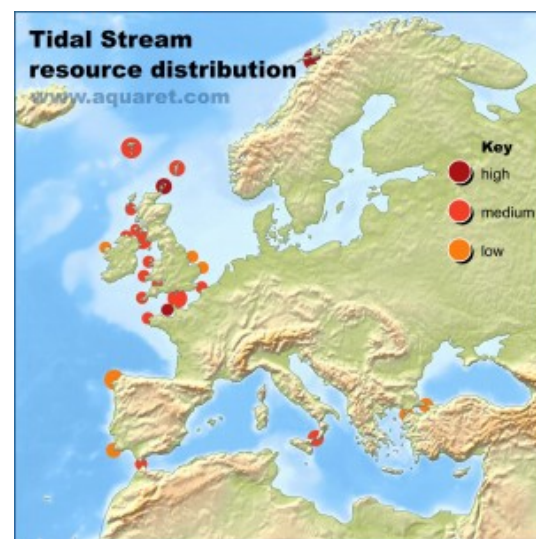 Tidal Stream
resource distribution
www.aquaret.com
Key
high
medium
low